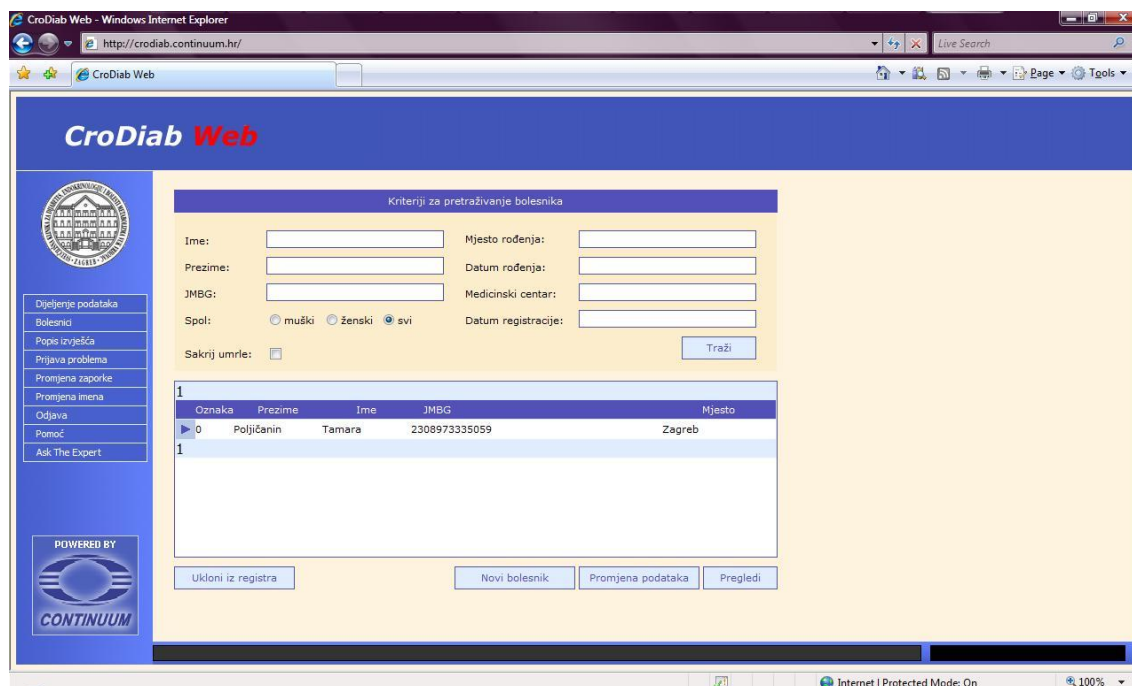 CroDiab Web - Windows Internet Explorer
http://crodiab.continuum.hr/
Live Search
CroDiab Web
Page
Tools
CroDiab Web
Kriteriji za pretraživanje bolesnika
Ime:
Mjesto rođenja:
Prezime:
Datum rođenja:
JMBG:
Medicinski centar:
Spol: muški ženski svi
Datum registracije:
Sakrij umrle:
Traži
Dijeljenje podataka
Bolesnici
Popis izvješća
Prijava problema
Promjena zaporke
Promjena imena
Odjava
Pomoć
Ask The Expert
1
Oznaka Prezime Ime JMBG Mjesto
0 Poljičanin Tamara 2308973335059 Zagreb
1
Ukloni iz registra
Novi bolesnik
Promjena podataka
Pregledi
POWERED BY
CONTINUUM
Internet | Protected Mode: On
100%